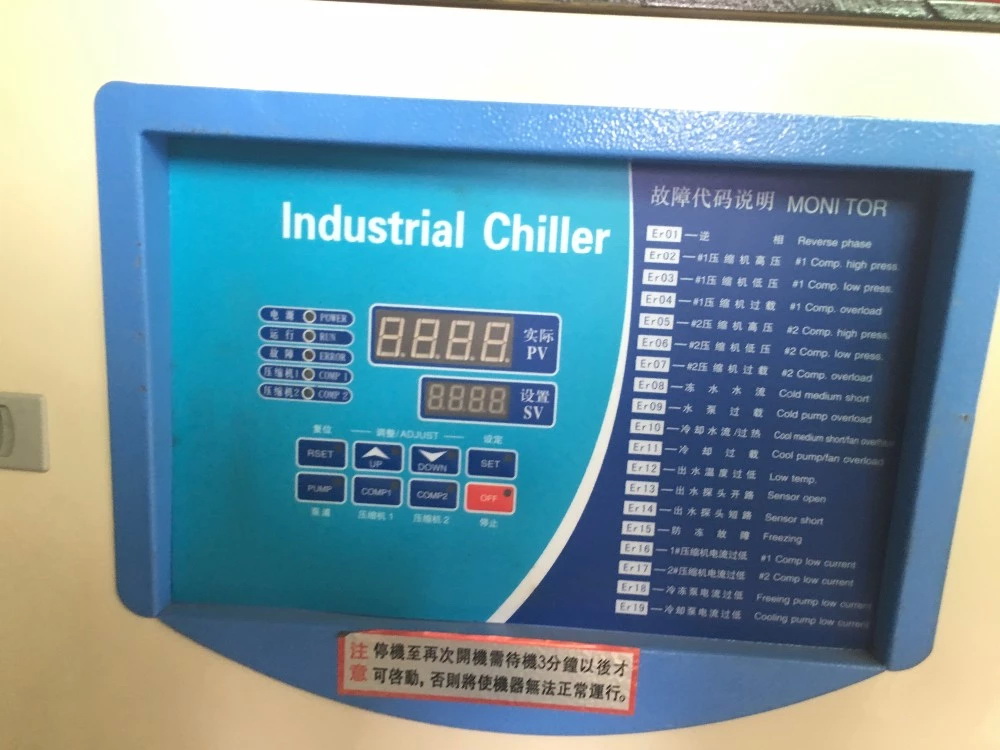 Industrial Chiller
电源 POWER
运行 RUN
故障 ERROR
压缩机1 COMP 1
压缩机2 COMP 2
8.8.8.8 实际 PV
8.8.8.8 设置 SV
复位 调整/ADJUST 设定
RSET UP DOWN SET
PUMP COMP1 COMP2 OFF
泵浦 压缩机 1 压缩机 2 停止
故障代码说明 MONITOR
Er01 — 逆 相 Reverse phase
Er02 — #1压缩机高压 #1 Comp. high press.
Er03 — #1压缩机低压 #1 Comp. low press.
Er04 — #1压缩机过载 #1 Comp. overload
Er05 — #2压缩机高压 #2 Comp. high press.
Er06 — #2压缩机低压 #2 Comp. low press.
Er07 — #2压缩机过载 #2 Comp. overload
Er08 — 冻水水流 Cold medium short
Er09 — 水泵过载 Cold pump overload
Er10 — 冷却水流/过热 Cool medium short/fan overheat
Er11 — 冷却过载 Cool pump/fan overload
Er12 — 出水温度过低 Low temp.
Er13 — 出水探头开路 Sensor open
Er14 — 出水探头短路 Sensor short
Er15 — 防冻故障 Freezing
Er16 — 1#压缩机电流过低 #1 Comp low current
Er17 — 2#压缩机电流过低 #2 Comp low current
Er18 — 冷冻泵电流过低 Freeing pump low current
Er19 — 冷却泵电流过低 Cooling pump low current
注意 停機至再次開機需待機3分鐘以後才
可啓動,否則將使機器無法正常運行。